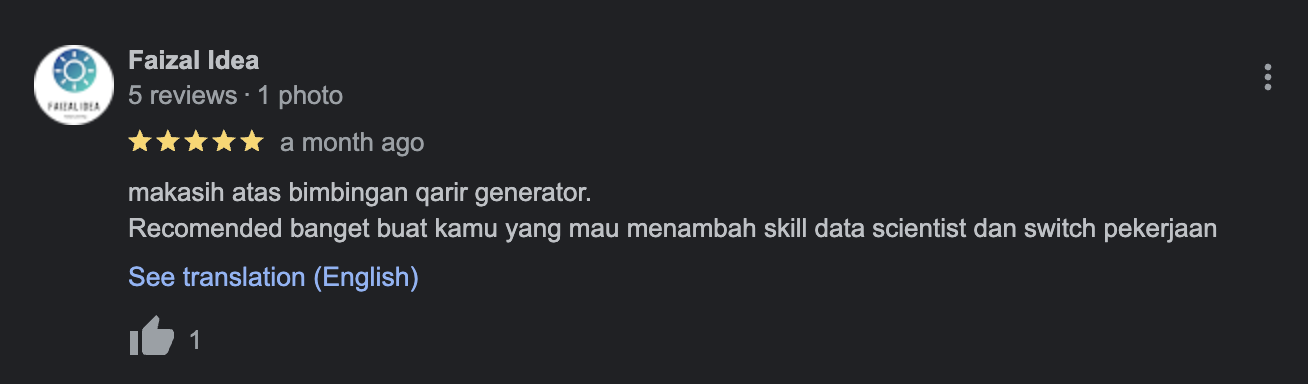 Faizal Idea
5 reviews · 1 photo
a month ago
makasih atas bimbingan qarir generator.
Recomended banget buat kamu yang mau menambah skill data scientist dan switch pekerjaan
See translation (English)
1
FAIZAL IDEA